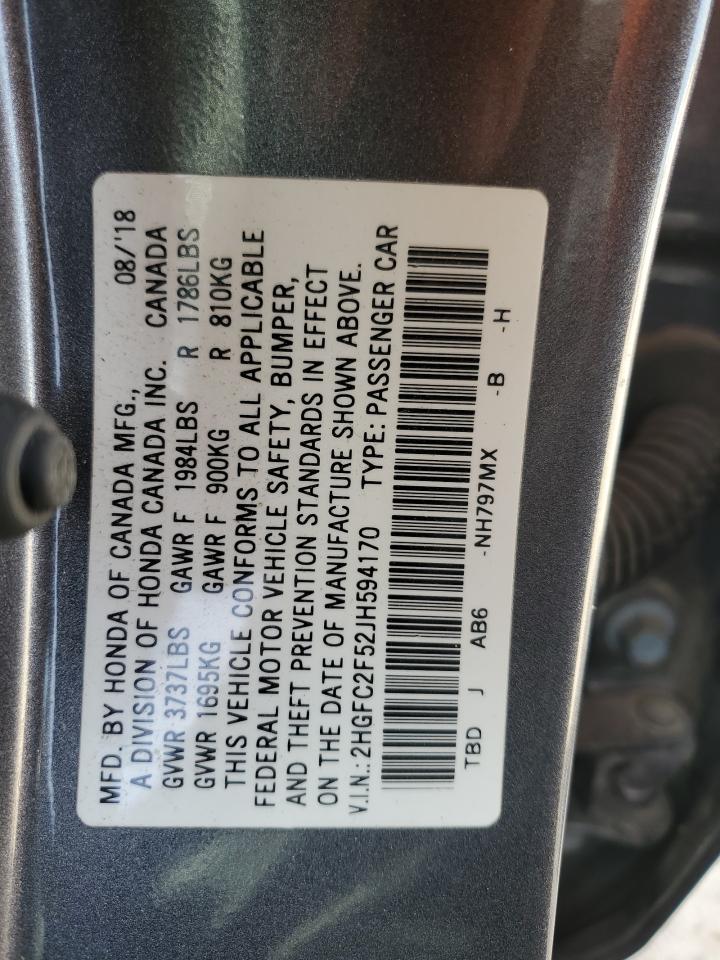 MFD. BY HONDA OF CANADA MFG., 08/'18
A DIVISION OF HONDA CANADA INC. CANADA
GVWR 3737LBS GAWR F 1984LBS R 1786LBS
GVWR 1695KG GAWR F 900KG R 810KG
THIS VEHICLE CONFORMS TO ALL APPLICABLE
FEDERAL MOTOR VEHICLE SAFETY, BUMPER,
AND THEFT PREVENTION STANDARDS IN EFFECT
ON THE DATE OF MANUFACTURE SHOWN ABOVE.
V.I.N.: 2HGFC2F52JH594170 TYPE: PASSENGER CAR
TBD J AB6 -NH797MX -B -H